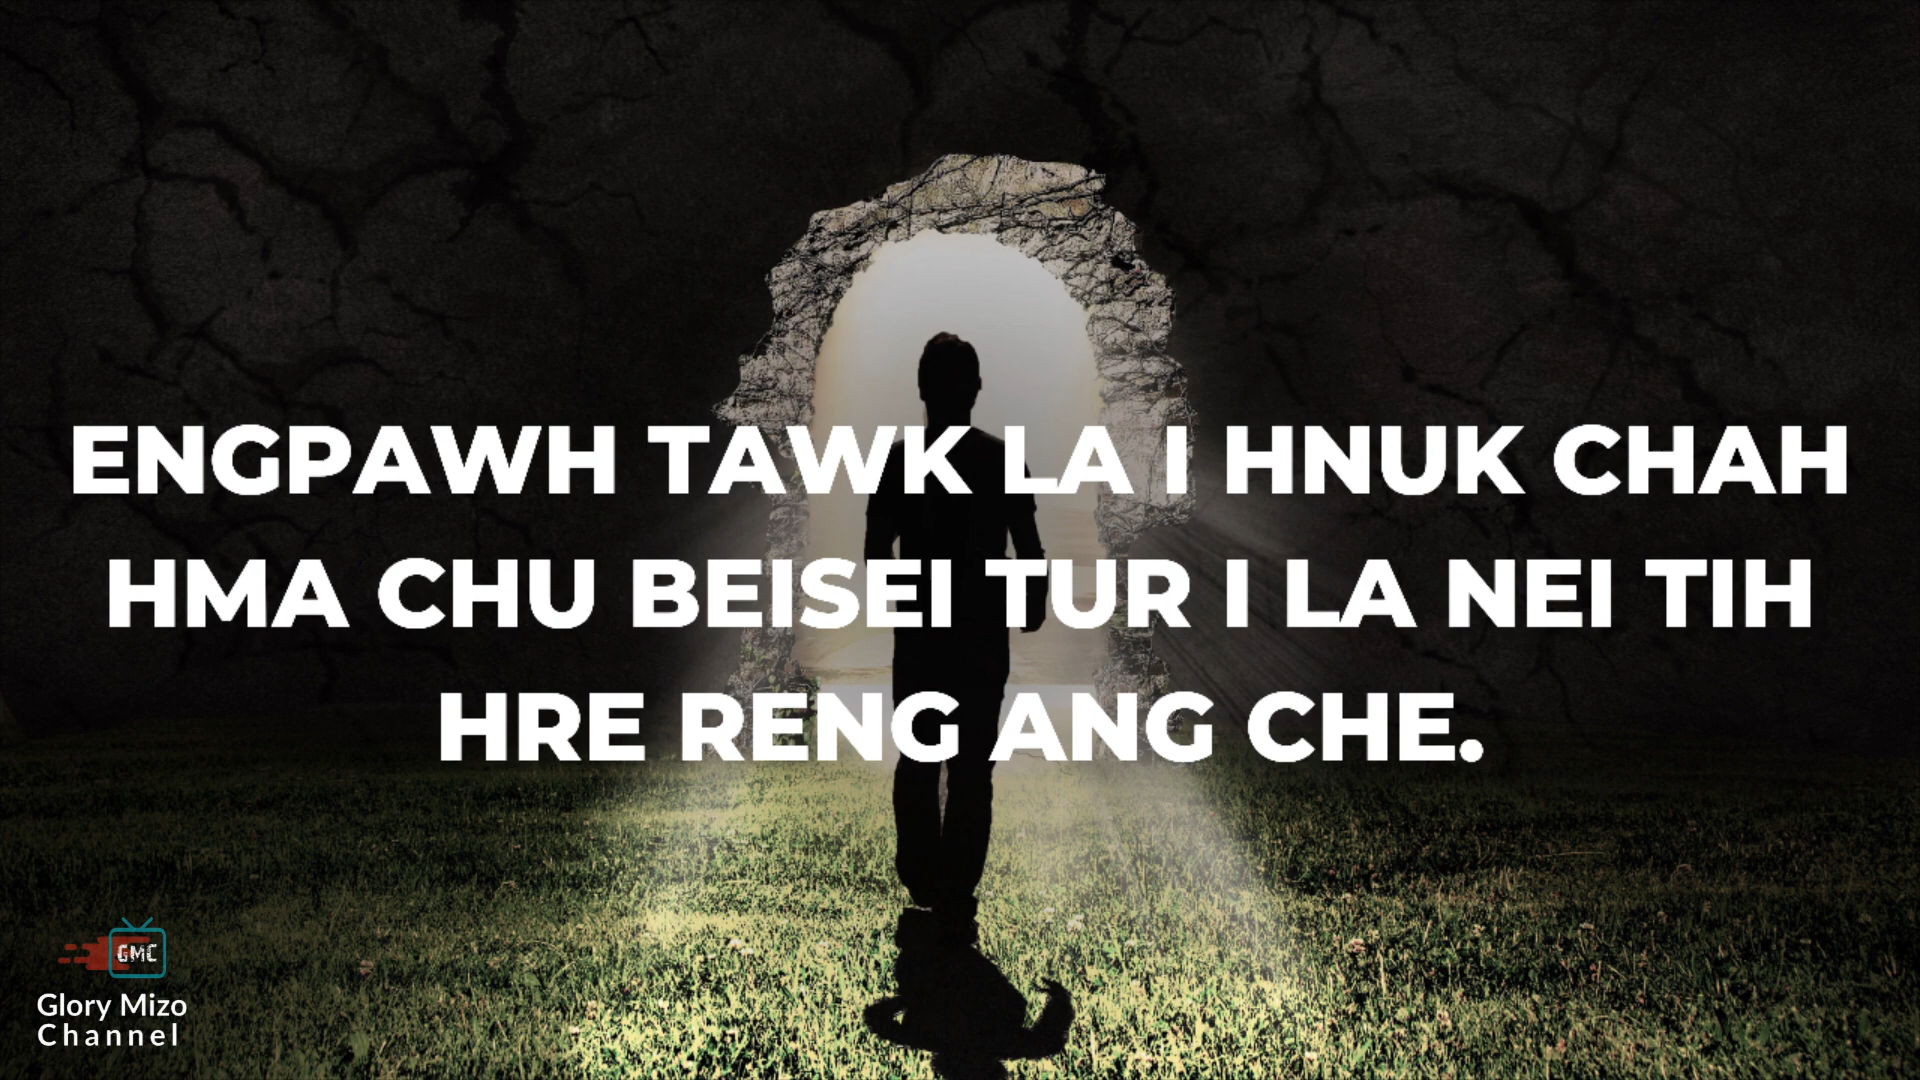 ENGPAWH TAWK LA I HNUK CHAH
HMA CHU BEISEI TUR I LA NEI TIH
HRE RENG ANG CHE.
GMC
Glory Mizo
Channel